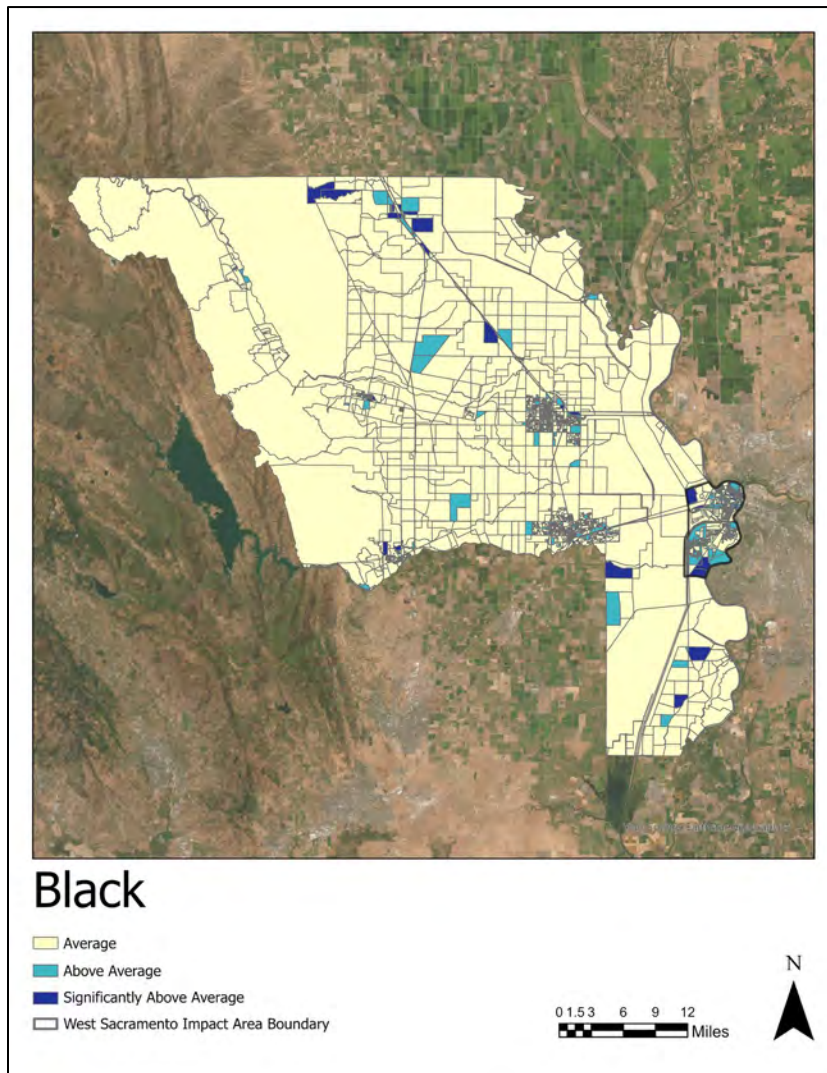 Black
Average
Above Average
Significantly Above Average
West Sacramento Impact Area Boundary
N
0 1.5 3 6 9 12
Miles